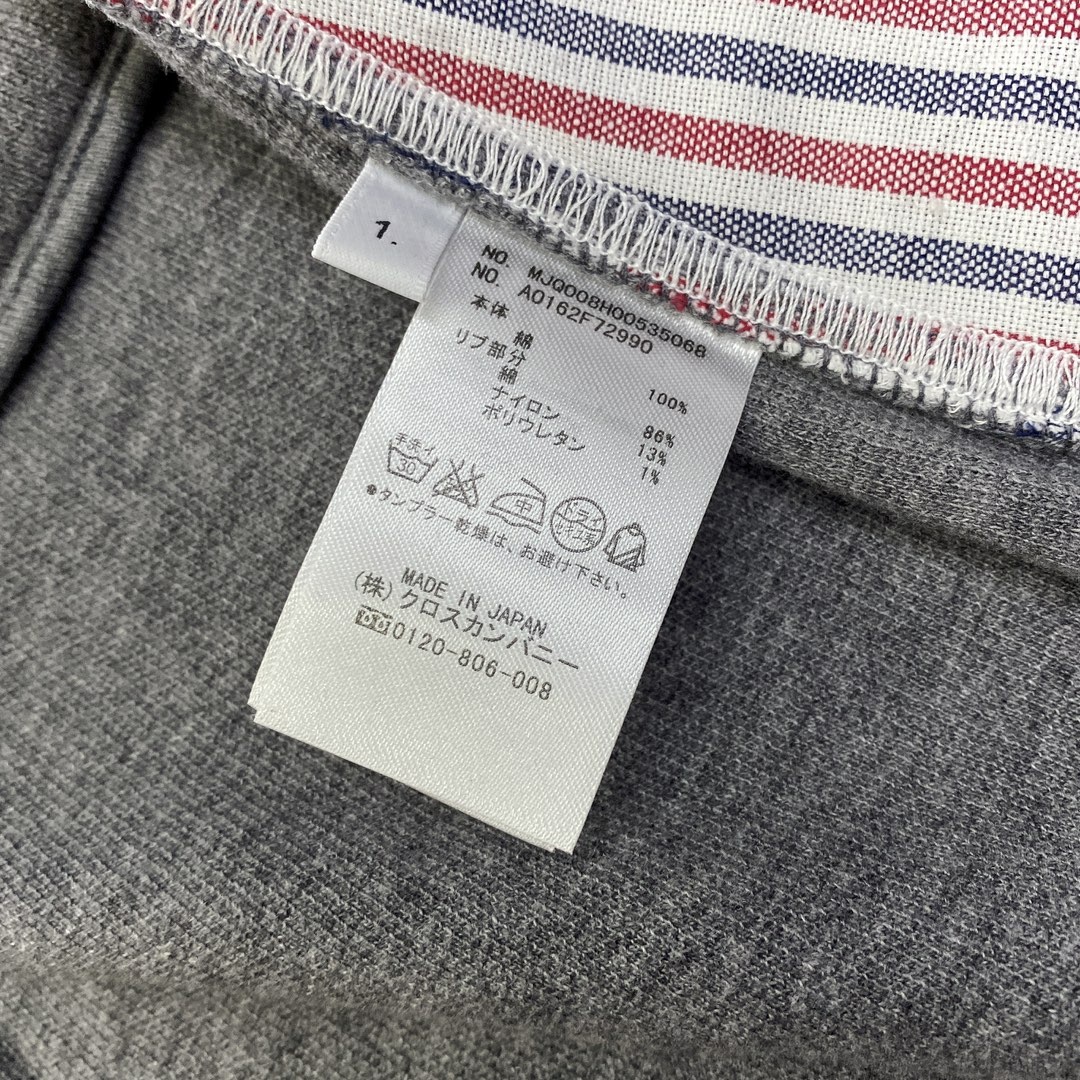 1.
NO. MJQ008H00535068
NO. A0162F72990
本体
綿 100%
リブ部分
綿 86%
ナイロン 13%
ポリウレタン 1%
手洗イ
30
中
●タンブラー乾燥は、お避け下さい。
MADE IN JAPAN
(株)クロスカンパニー
0120-806-008